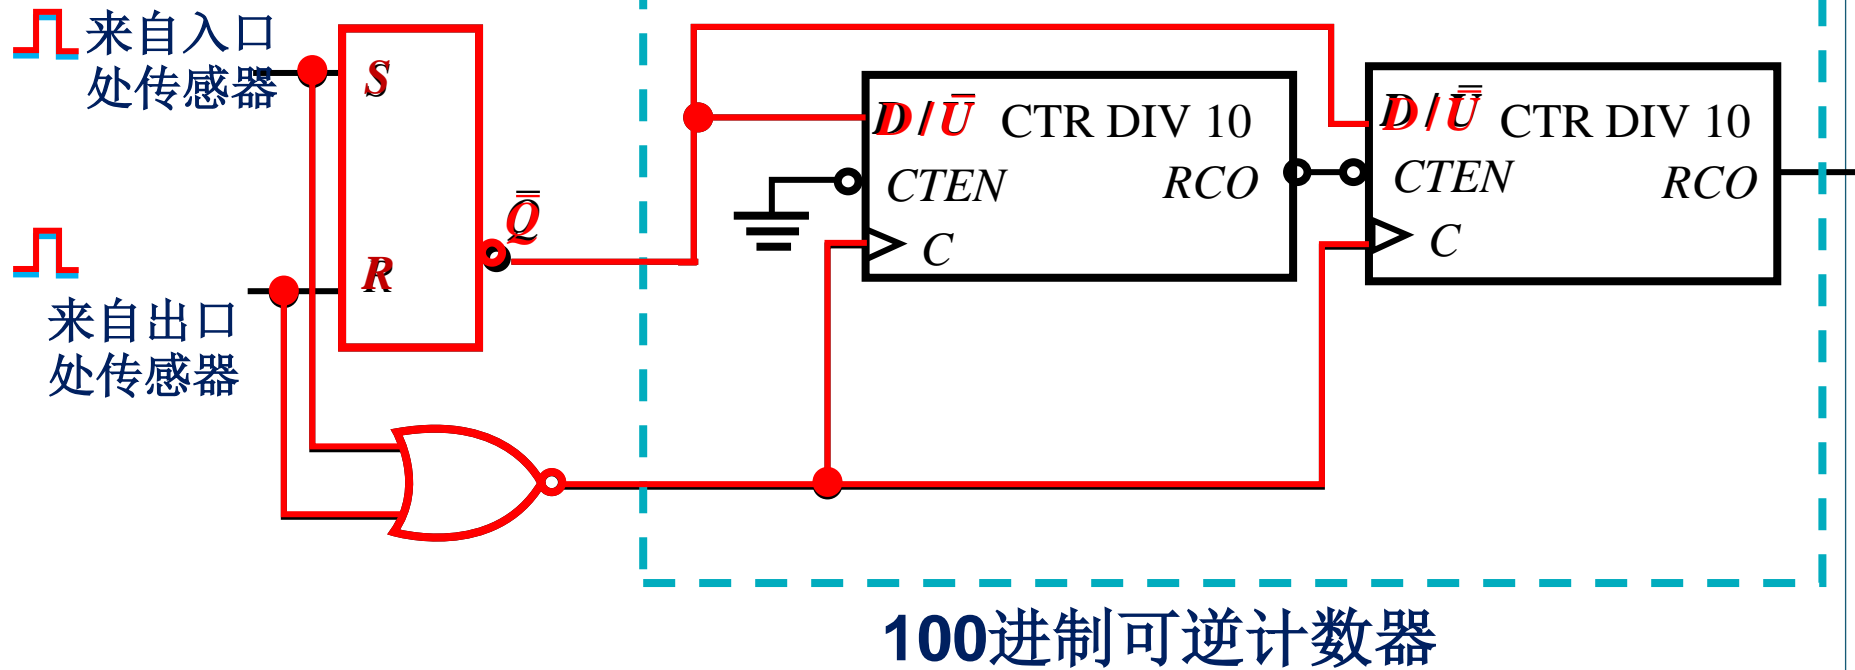 来自入口
处传感器
S
R
Q̅
来自出口
处传感器
D/U̅ CTR DIV 10
CTEN RCO
C
D/U̅ CTR DIV 10
CTEN RCO
C
100进制可逆计数器